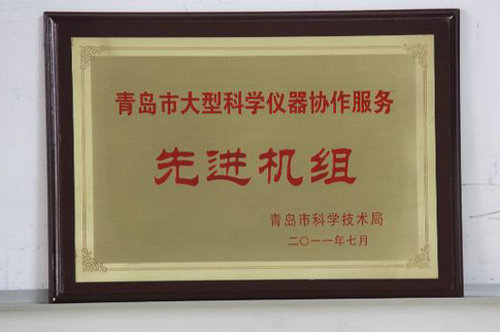 青岛市大型科学仪器协作服务
先进机组
青岛市科学技术局
二〇一一年七月